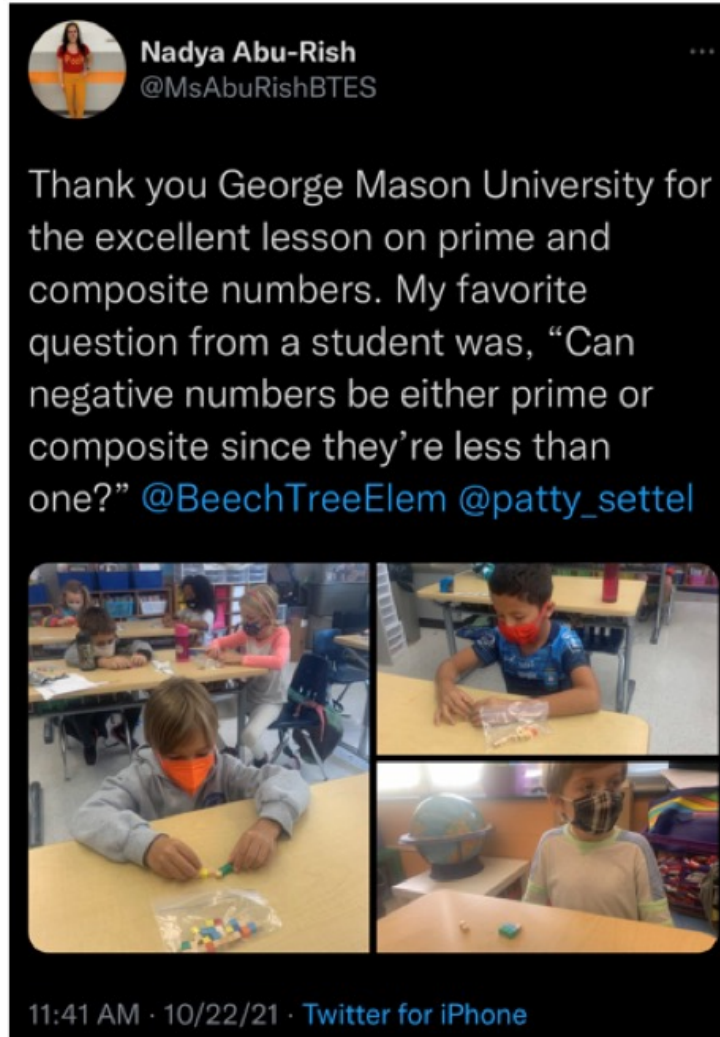 Nadya Abu-Rish
@MsAbuRishBTES
Thank you George Mason University for
the excellent lesson on prime and
composite numbers. My favorite
question from a student was, “Can
negative numbers be either prime or
composite since they’re less than
one?” @BeechTreeElem @patty_settel
11:41 AM · 10/22/21 · Twitter for iPhone